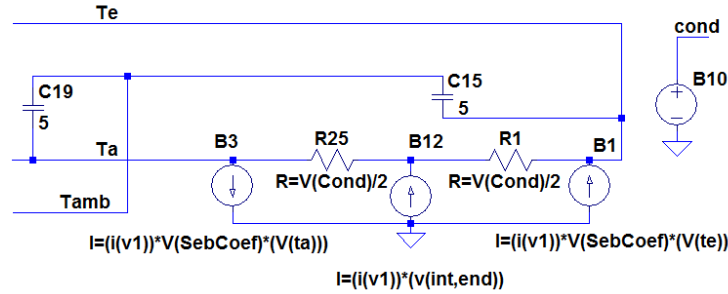 Te
cond
C15
5
B10
C19
5
Ta
B3
R25
B12
R1
B1
R=V(Cond)/2
R=V(Cond)/2
Tamb
I=(i(v1))*V(SebCoef)*(V(ta)))
I=(i(v1))*V(SebCoef)*(V(te))
I=(i(v1))*(v(int,end))